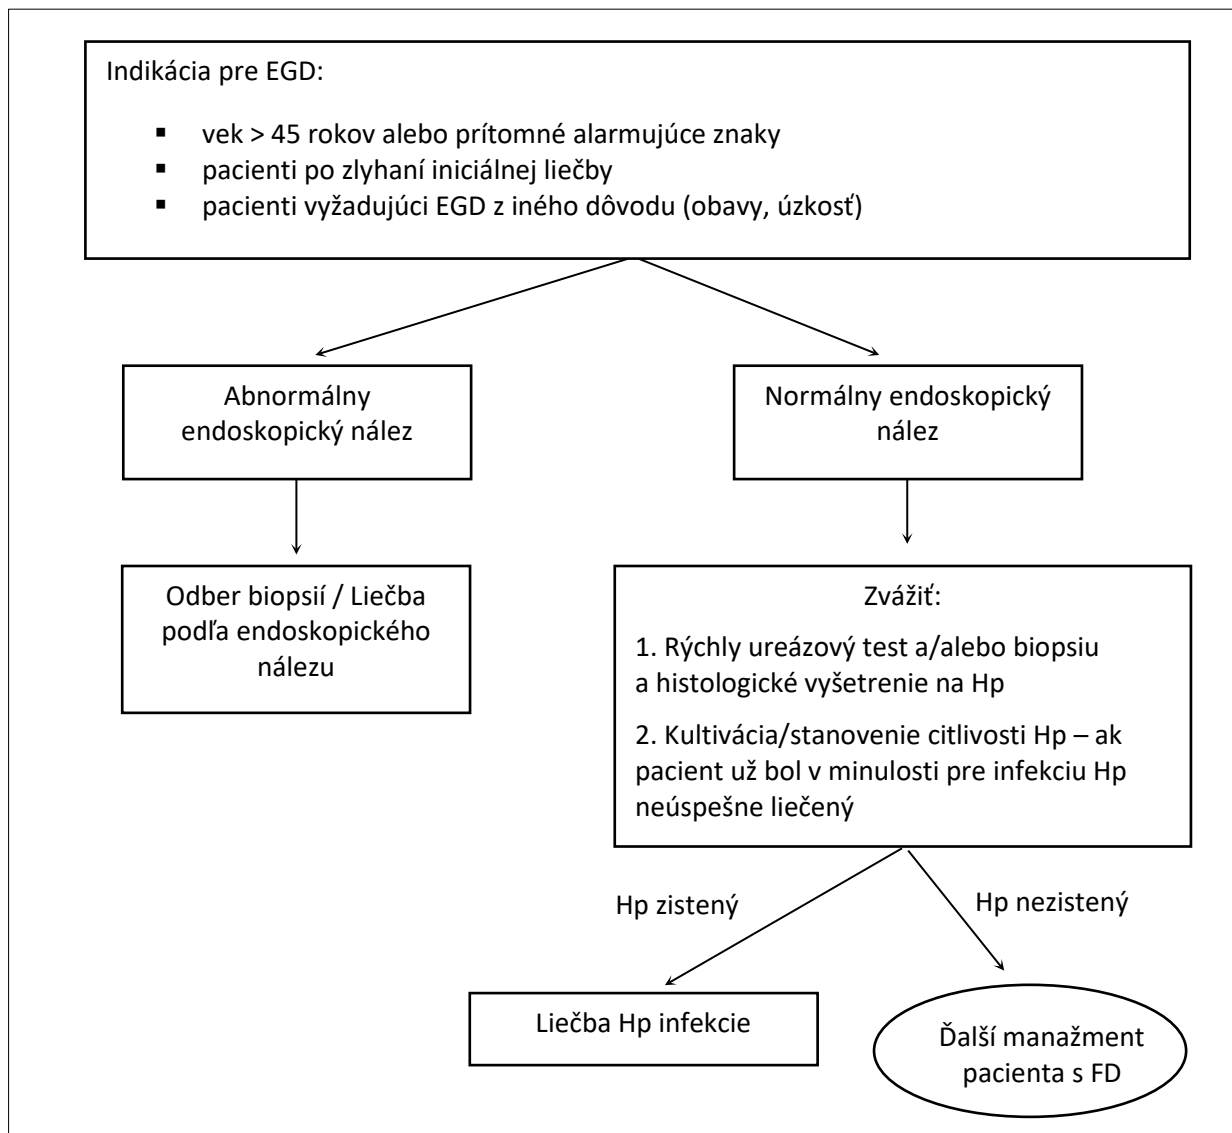 Indikácia pre EGD:
▪ vek > 45 rokov alebo prítomné alarmujúce znaky
▪ pacienti po zlyhaní iniciálnej liečby
▪ pacienti vyžadujúci EGD z iného dôvodu (obavy, úzkosť)
Abnormálny
endoskopický nález
Normálny endoskopický
nález
Odber biopsií / Liečba
podľa endoskopického
nálezu
Zvážiť:
1. Rýchly ureázový test a/alebo biopsiu
a histologické vyšetrenie na Hp
2. Kultivácia/stanovenie citlivosti Hp – ak
pacient už bol v minulosti pre infekciu Hp
neúspešne liečený
Hp zistený
Hp nezistený
Liečba Hp infekcie
Ďalší manažment
pacienta s FD